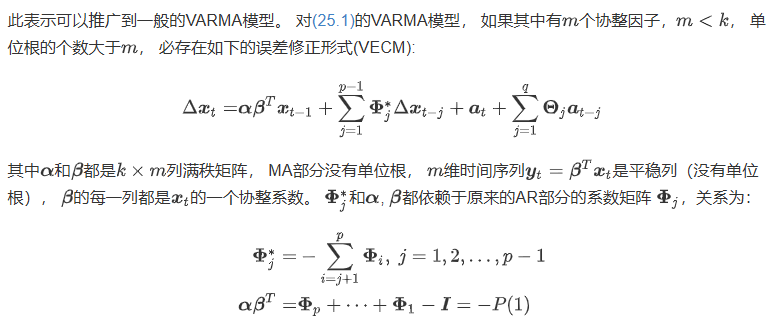 此表示可以推广到一般的VARMA模型。 对(25.1)的VARMA模型， 如果其中有m个协整因子，m < k， 单
位根的个数大于m， 必存在如下的误差修正形式(VECM):
Δx_t =αβ^T x_{t−1} + ∑_{j=1}^{p−1} Φ_j^* Δx_{t−j} + a_t + ∑_{j=1}^{q} Θ_j a_{t−j}
其中α和β都是k × m列满秩矩阵， MA部分没有单位根， m维时间序列y_t = β^T x_t是平稳列（没有单位
根）， β的每一列都是x_t的一个协整系数。 Φ_j^*和α, β都依赖于原来的AR部分的系数矩阵 Φ_j，关系为：
Φ_j^* = − ∑_{i=j+1}^{p} Φ_i, j = 1, 2, …, p − 1
αβ^T =Φ_p + ⋯ + Φ_1 − I = −P(1)